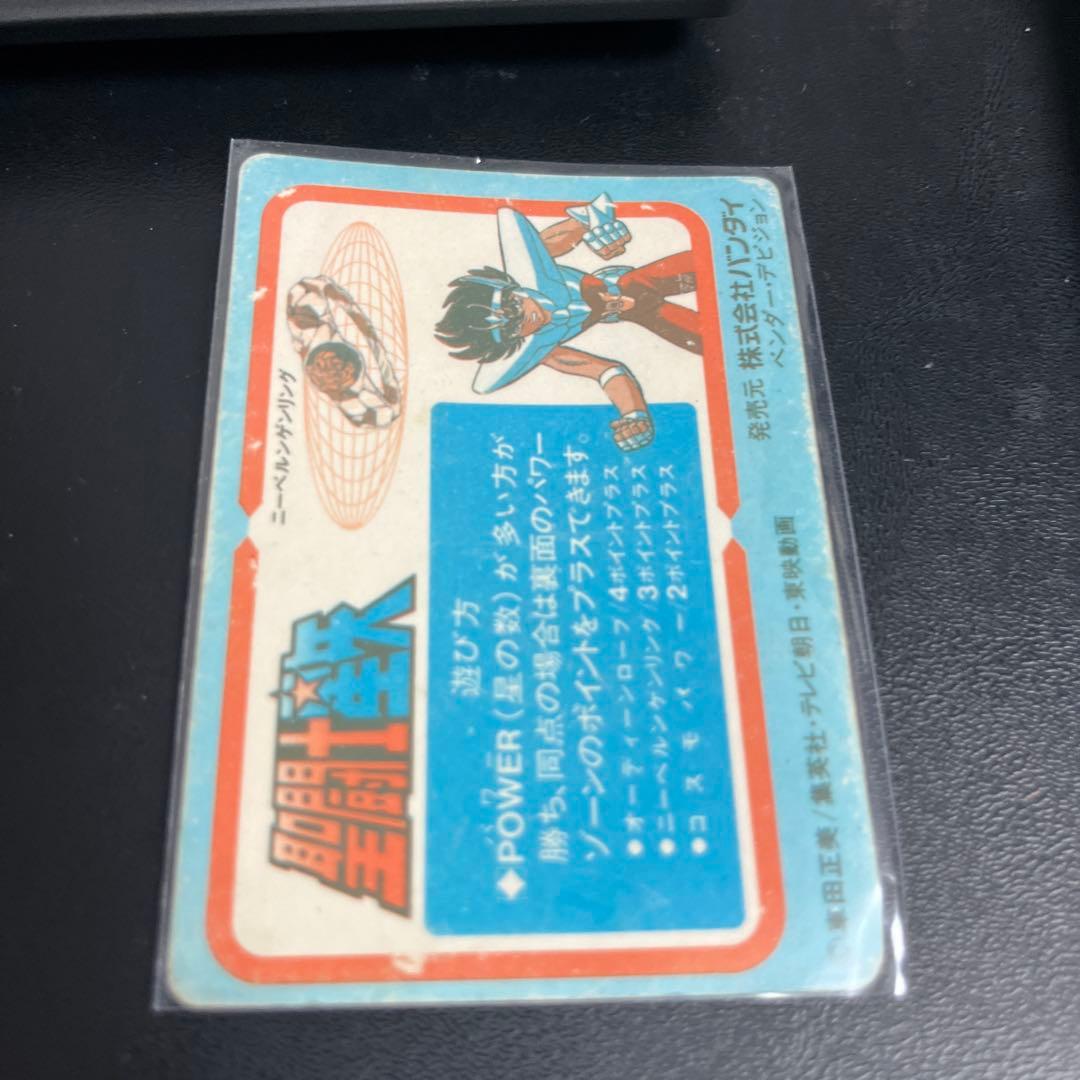 聖闘士星矢
ニーベルンゲンリング
遊び方
◆POWER(星の数)が多い方が
パワー
勝ち、同点の場合は裏面のパワー
ゾーンのポイントをプラスできます。
●オーディーンローブ/4ポイントプラス
●ニーベルンゲンリング/3ポイントプラス
●コスモパワー/2ポイントプラス
©車田正美/集英社・テレビ朝日・東映動画
発売元 株式会社バンダイ
ベンダー・デビジョン